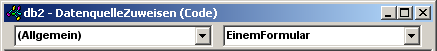 db2 - DatenquelleZuweisen (Code)
(Allgemein) EinemFormular